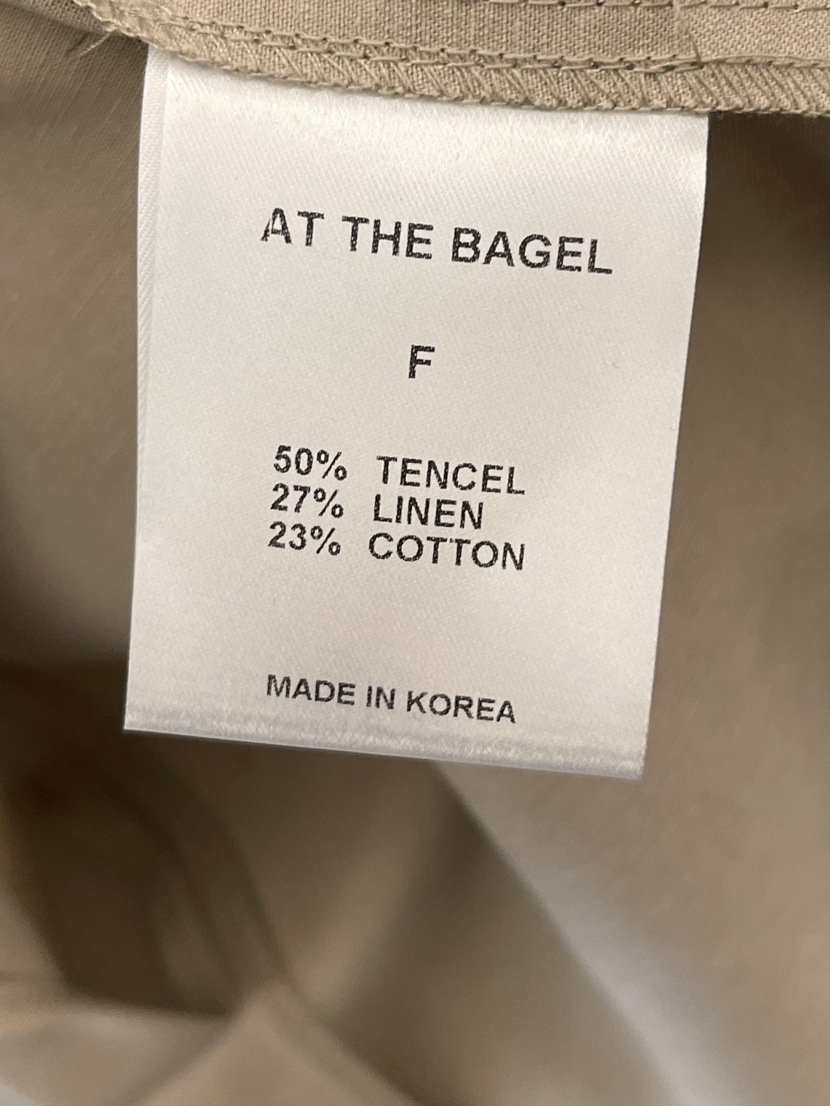 AT THE BAGEL
F
50% TENCEL
27% LINEN
23% COTTON
MADE IN KOREA